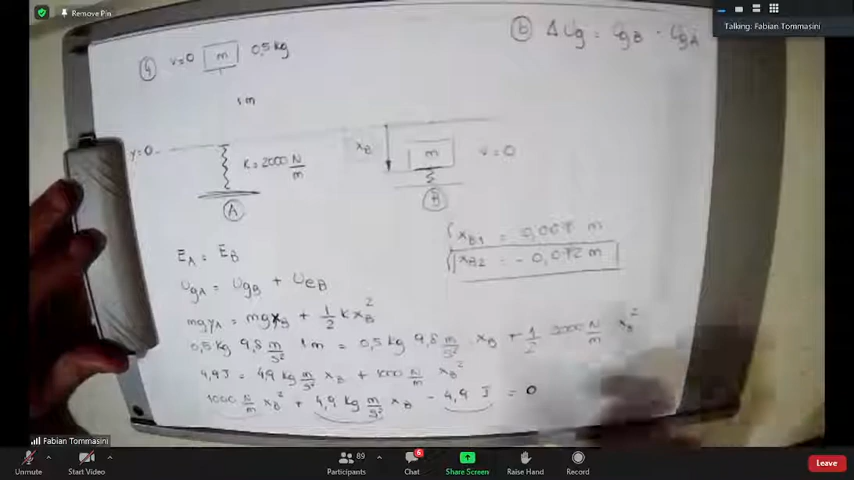 Remove Pin
Talking: Fabian Tommasini
4 v=0 m 0,5 kg
b ΔUg = UgB - UgA
1 m
y=0
K=2000 N/m
A
xB
m
v=0
B
EA = EB
UgA = UgB + UeB
mgyA = mgxB + 1/2 KxB²
0,5 kg 9,8 m/s² 1 m = 0,5 kg 9,8 m/s² . xB + 1/2 2000 N/m xB²
4,9 J = 4,9 kg m/s² xB + 1000 N/m xB²
1000 N/m xB² + 4,9 kg m/s² xB - 4,9 J = 0
xB2 = -0,072 m
Fabian Tommasini
Unmute
Start Video
89
Participants
6
Chat
Share Screen
Raise Hand
Record
Leave